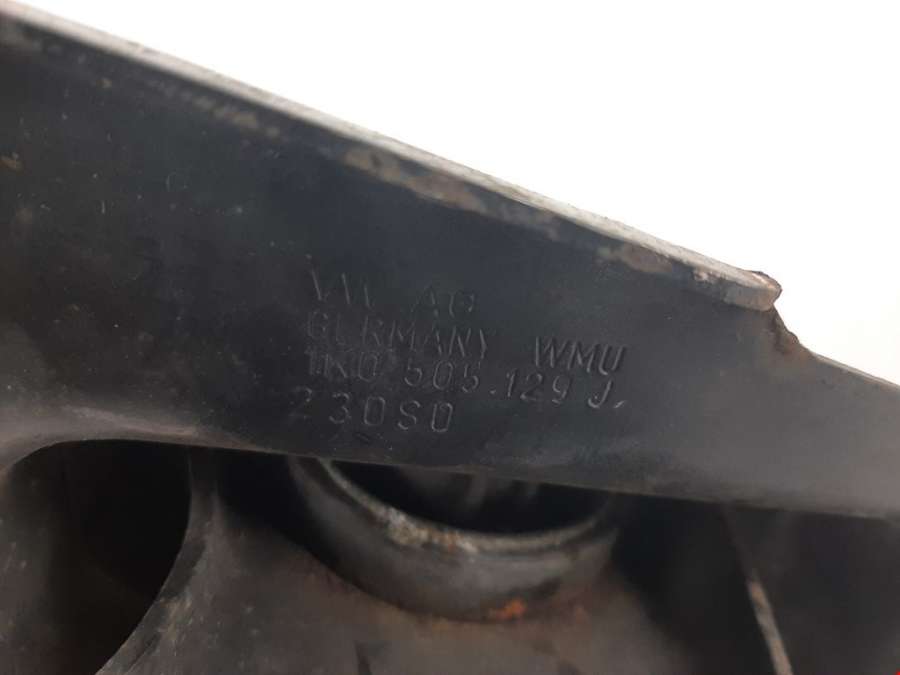 VW AG
GERMANY WMU
1K0 505.129 J.
230S0